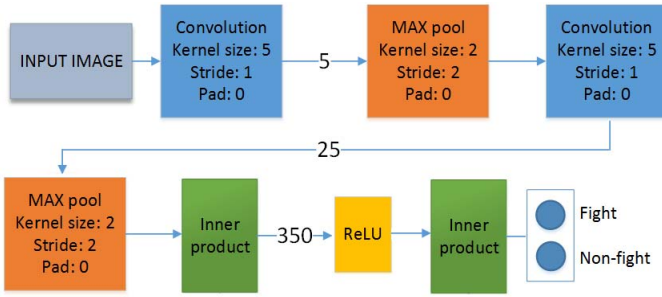 INPUT IMAGE
Convolution
Kernel size: 5
Stride: 1
Pad: 0
5
MAX pool
Kernel size: 2
Stride: 2
Pad: 0
Convolution
Kernel size: 5
Stride: 1
Pad: 0
25
MAX pool
Kernel size: 2
Stride: 2
Pad: 0
Inner
product
350
ReLU
Inner
product
Fight
Non-fight